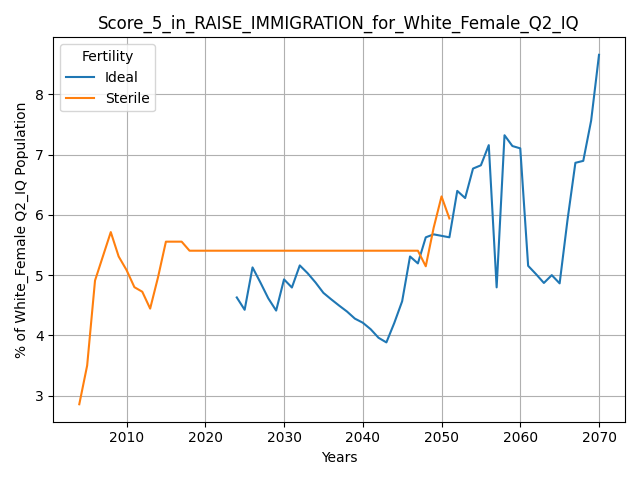 Score_5_in_RAISE_IMMIGRATION_for_White_Female_Q2_IQ
Fertility
Ideal
Sterile
% of White_Female Q2_IQ Population
8
7
6
5
4
3
2010 2020 2030 2040 2050 2060 2070
Years